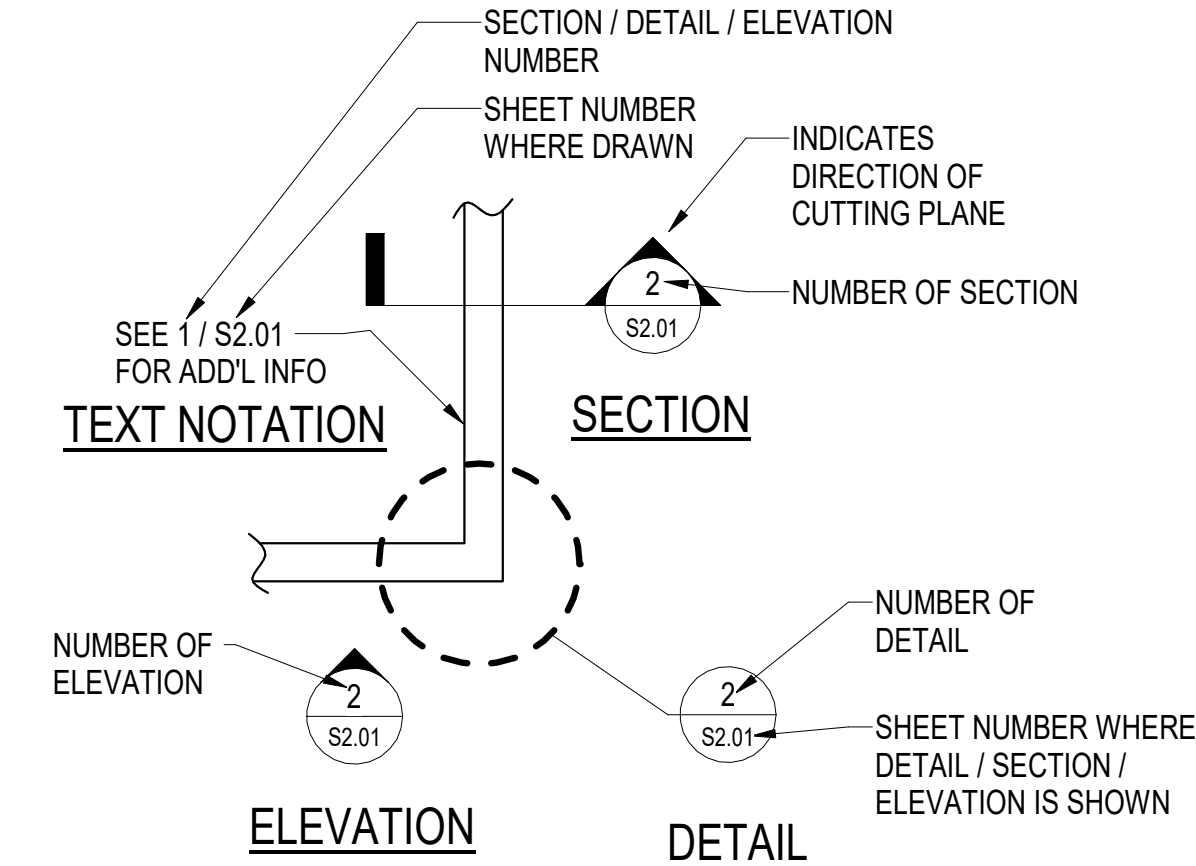 SECTION / DETAIL / ELEVATION
NUMBER
SHEET NUMBER
WHERE DRAWN
INDICATES
DIRECTION OF
CUTTING PLANE
2
NUMBER OF SECTION
S2.01
SEE 1 / S2.01
FOR ADD'L INFO
TEXT NOTATION
SECTION
NUMBER OF
ELEVATION
2
S2.01
ELEVATION
NUMBER OF
DETAIL
2
S2.01
SHEET NUMBER WHERE
DETAIL / SECTION /
ELEVATION IS SHOWN
DETAIL